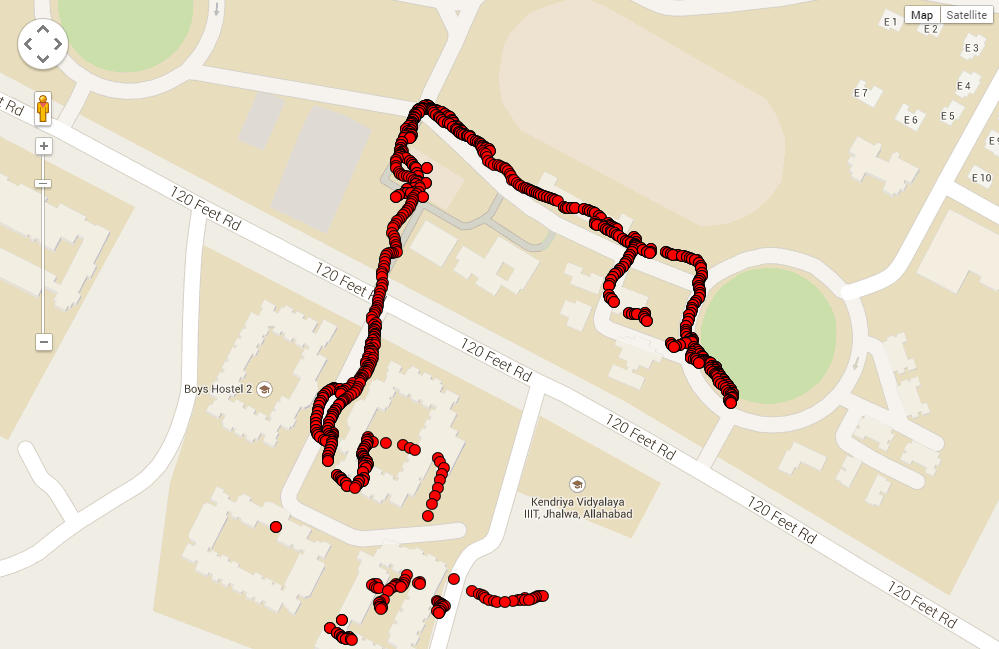 Map
Satellite
E 1
E 2
E 3
E 4
E 7
E 5
E 6
E 10
t Rd
120 Feet Rd
120 Feet R
120 Feet Rd
120 Feet Rd
120 Feet Rd
120 Feet Rd
Boys Hostel 2
Kendriya Vidyalaya
IIIT, Jhalwa, Allahabad
+
−